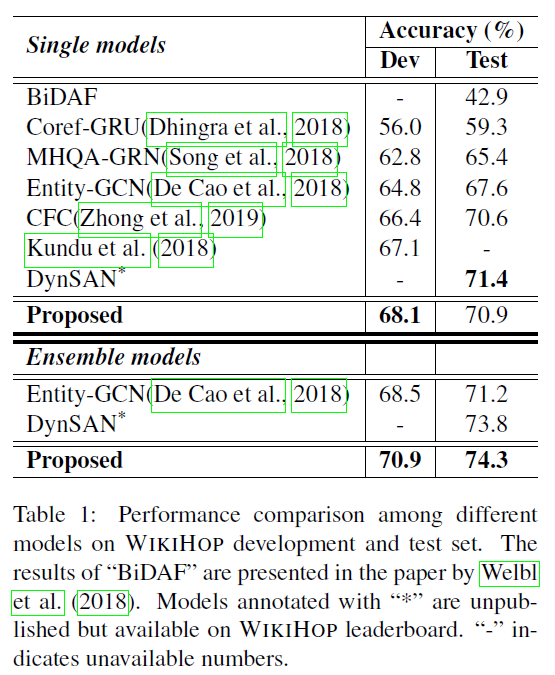 Single models Accuracy (%)
Dev Test
BiDAF - 42.9
Coref-GRU(Dhingra et al., 2018) 56.0 59.3
MHQA-GRN(Song et al., 2018) 62.8 65.4
Entity-GCN(De Cao et al., 2018) 64.8 67.6
CFC(Zhong et al., 2019) 66.4 70.6
Kundu et al. (2018) 67.1 -
DynSAN* - 71.4
Proposed 68.1 70.9
Ensemble models
Entity-GCN(De Cao et al., 2018) 68.5 71.2
DynSAN* - 73.8
Proposed 70.9 74.3
Table 1: Performance comparison among different
models on WIKIHOP development and test set. The
results of “BiDAF” are presented in the paper by Welbl
et al. (2018). Models annotated with “*” are unpub-
lished but available on WIKIHOP leaderboard. “-” in-
dicates unavailable numbers.